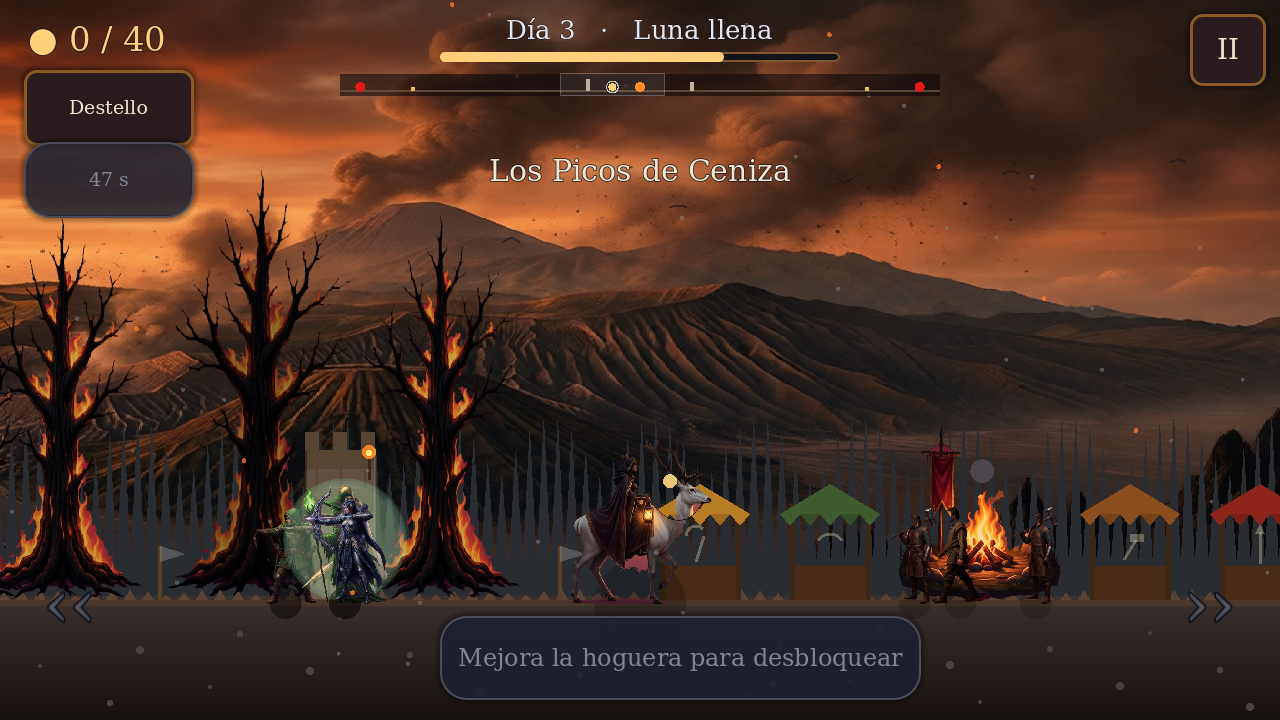 0 / 40
Día 3 · Luna llena
II
Destello
47 s
Los Picos de Ceniza
Mejora la hoguera para desbloquear